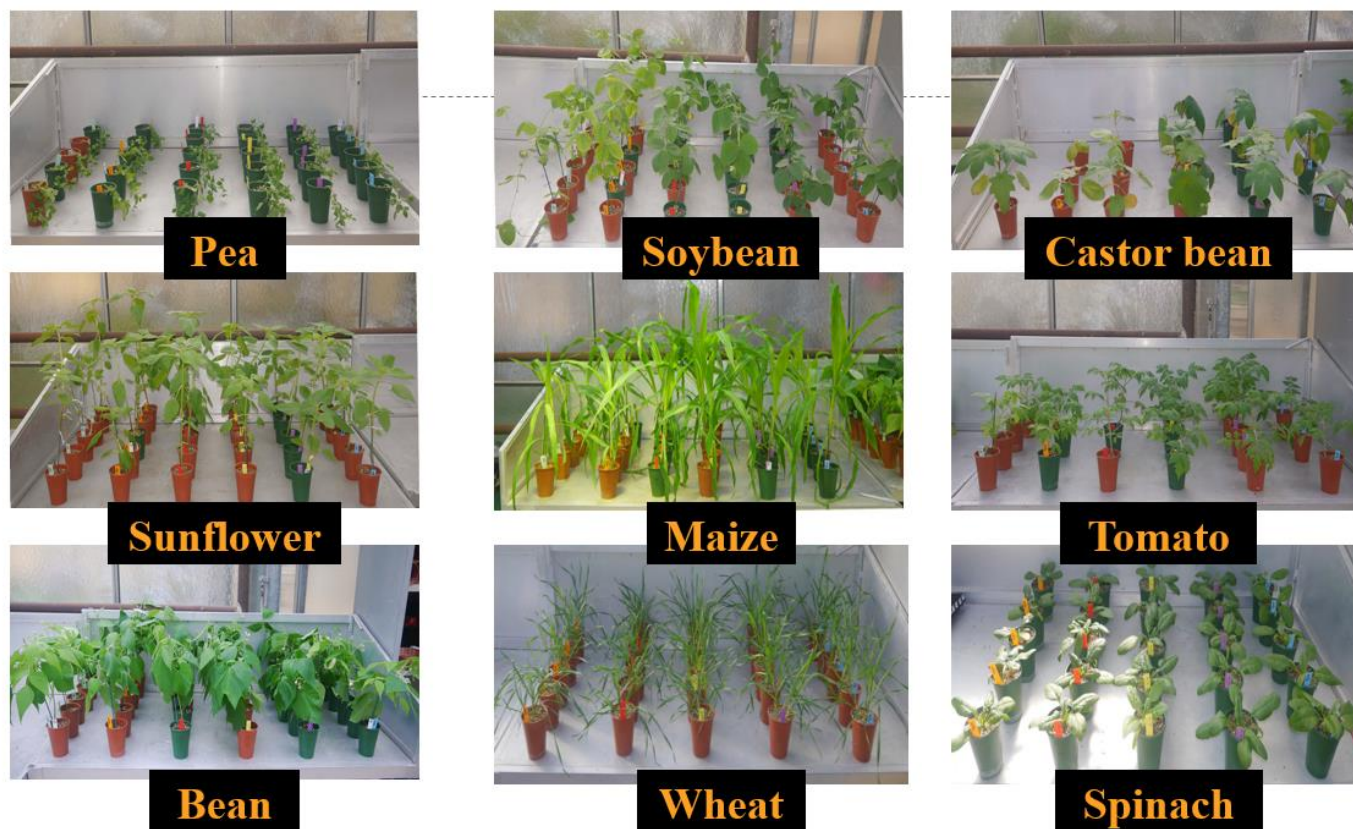 Pea
Soybean
Castor bean
Sunflower
Maize
Tomato
Bean
Wheat
Spinach